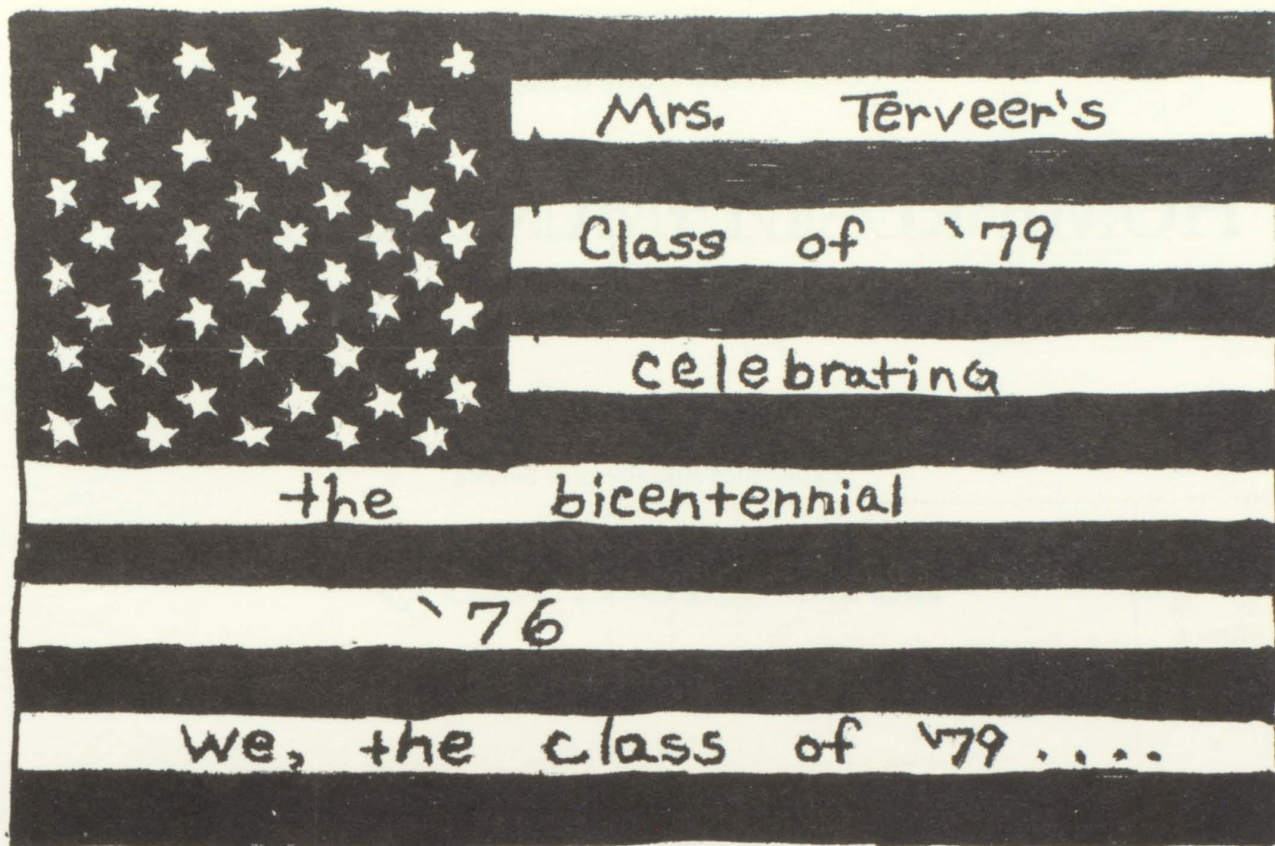 Mrs. Terveer's
Class of '79
celebrating
the bicentennial
'76
we, the class of '79....